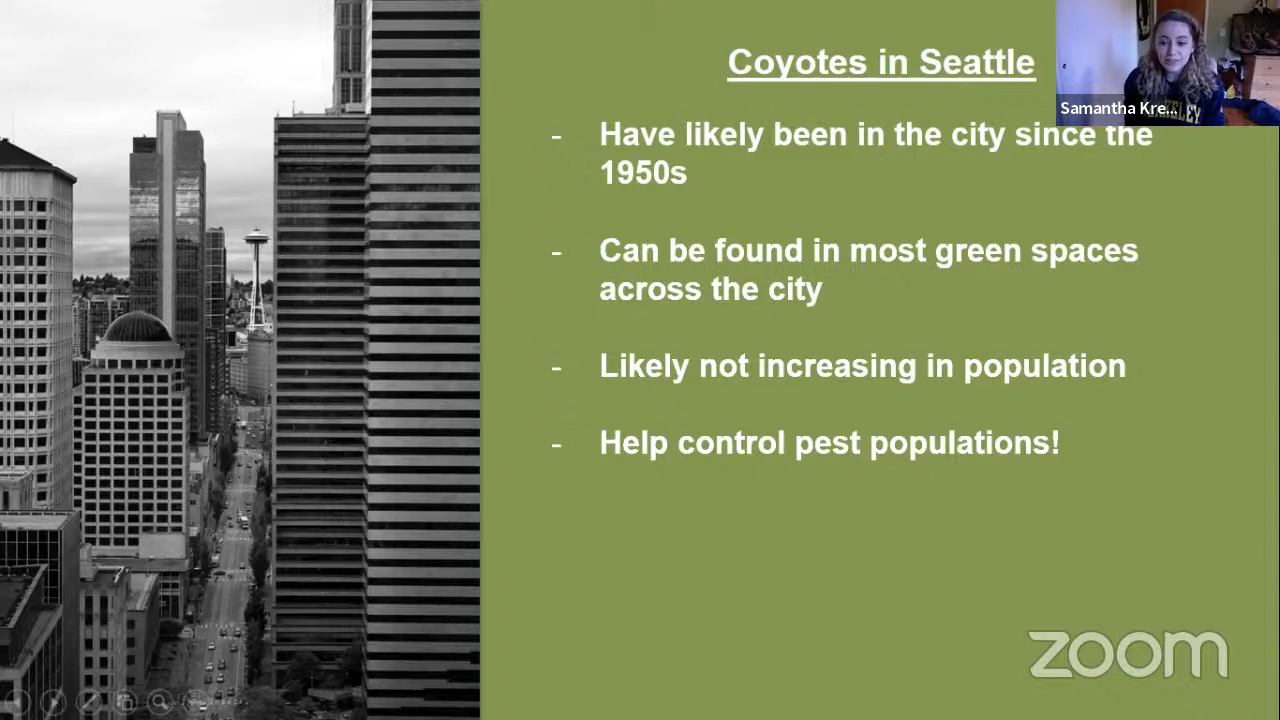 Coyotes in Seattle
Samantha Kre...
- Have likely been in the city since the
1950s
- Can be found in most green spaces
across the city
- Likely not increasing in population
- Help control pest populations!
zoom